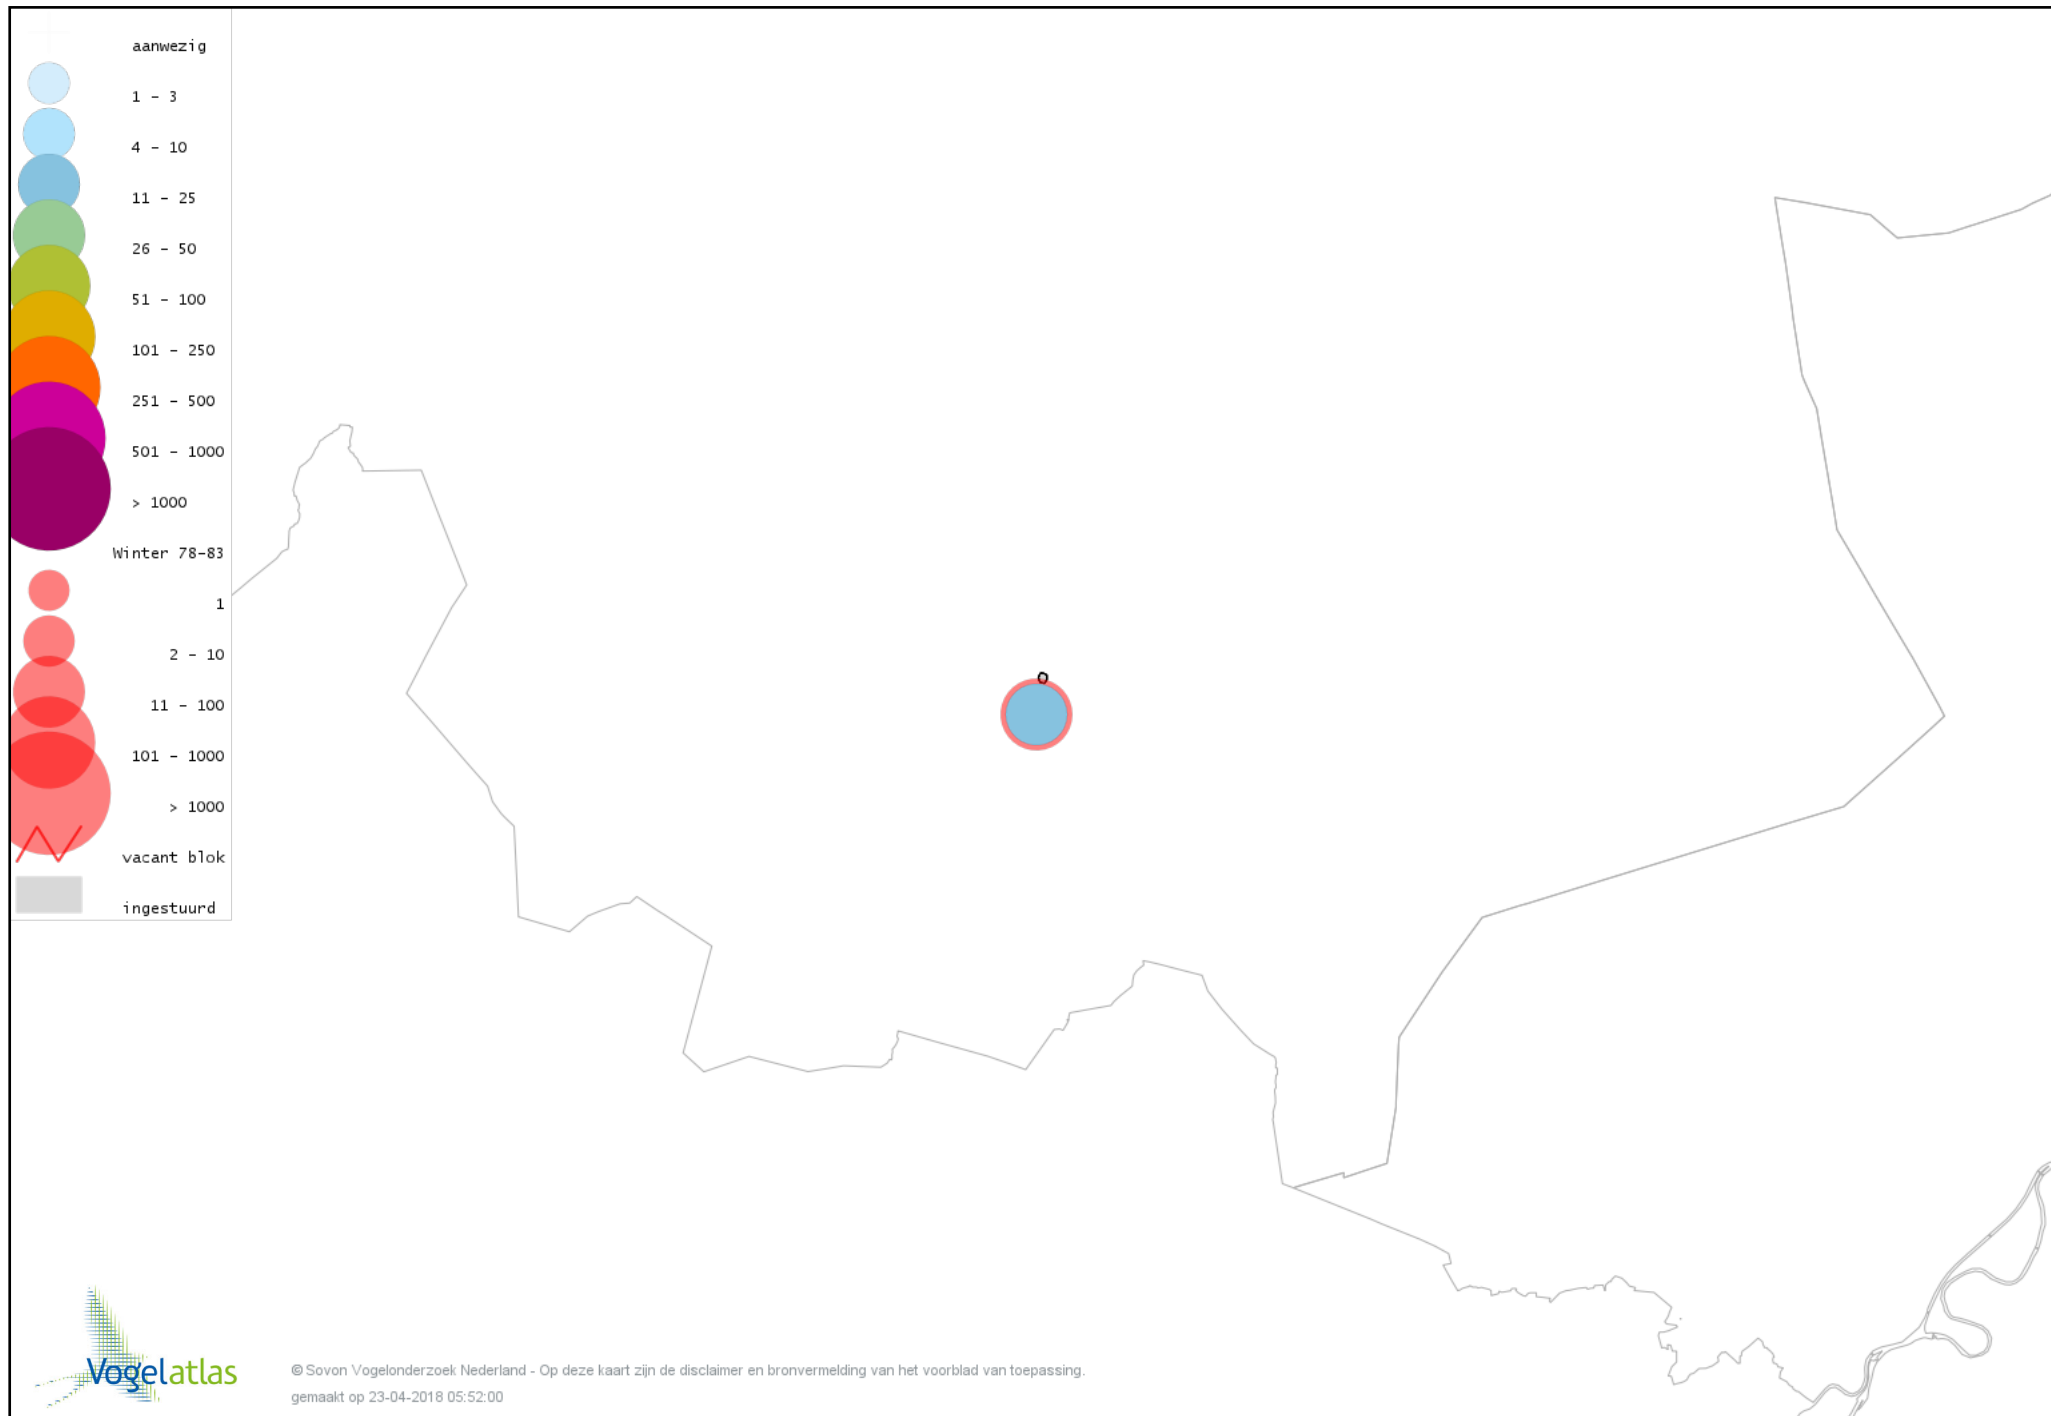 aanwezig
1 - 3
4 - 10
11 - 25
26 - 50
51 - 100
101 - 250
251 - 500
501 - 1000
> 1000
Winter 78-83
1
2 - 10
11 - 100
101 - 1000
> 1000
vacant blok
ingestuurd
0
Vogelatlas
© Sovon Vogelonderzoek Nederland - Op deze kaart zijn de disclaimer en bronvermelding van het voorblad van toepassing.
gemaakt op 23-04-2018 05:52:00